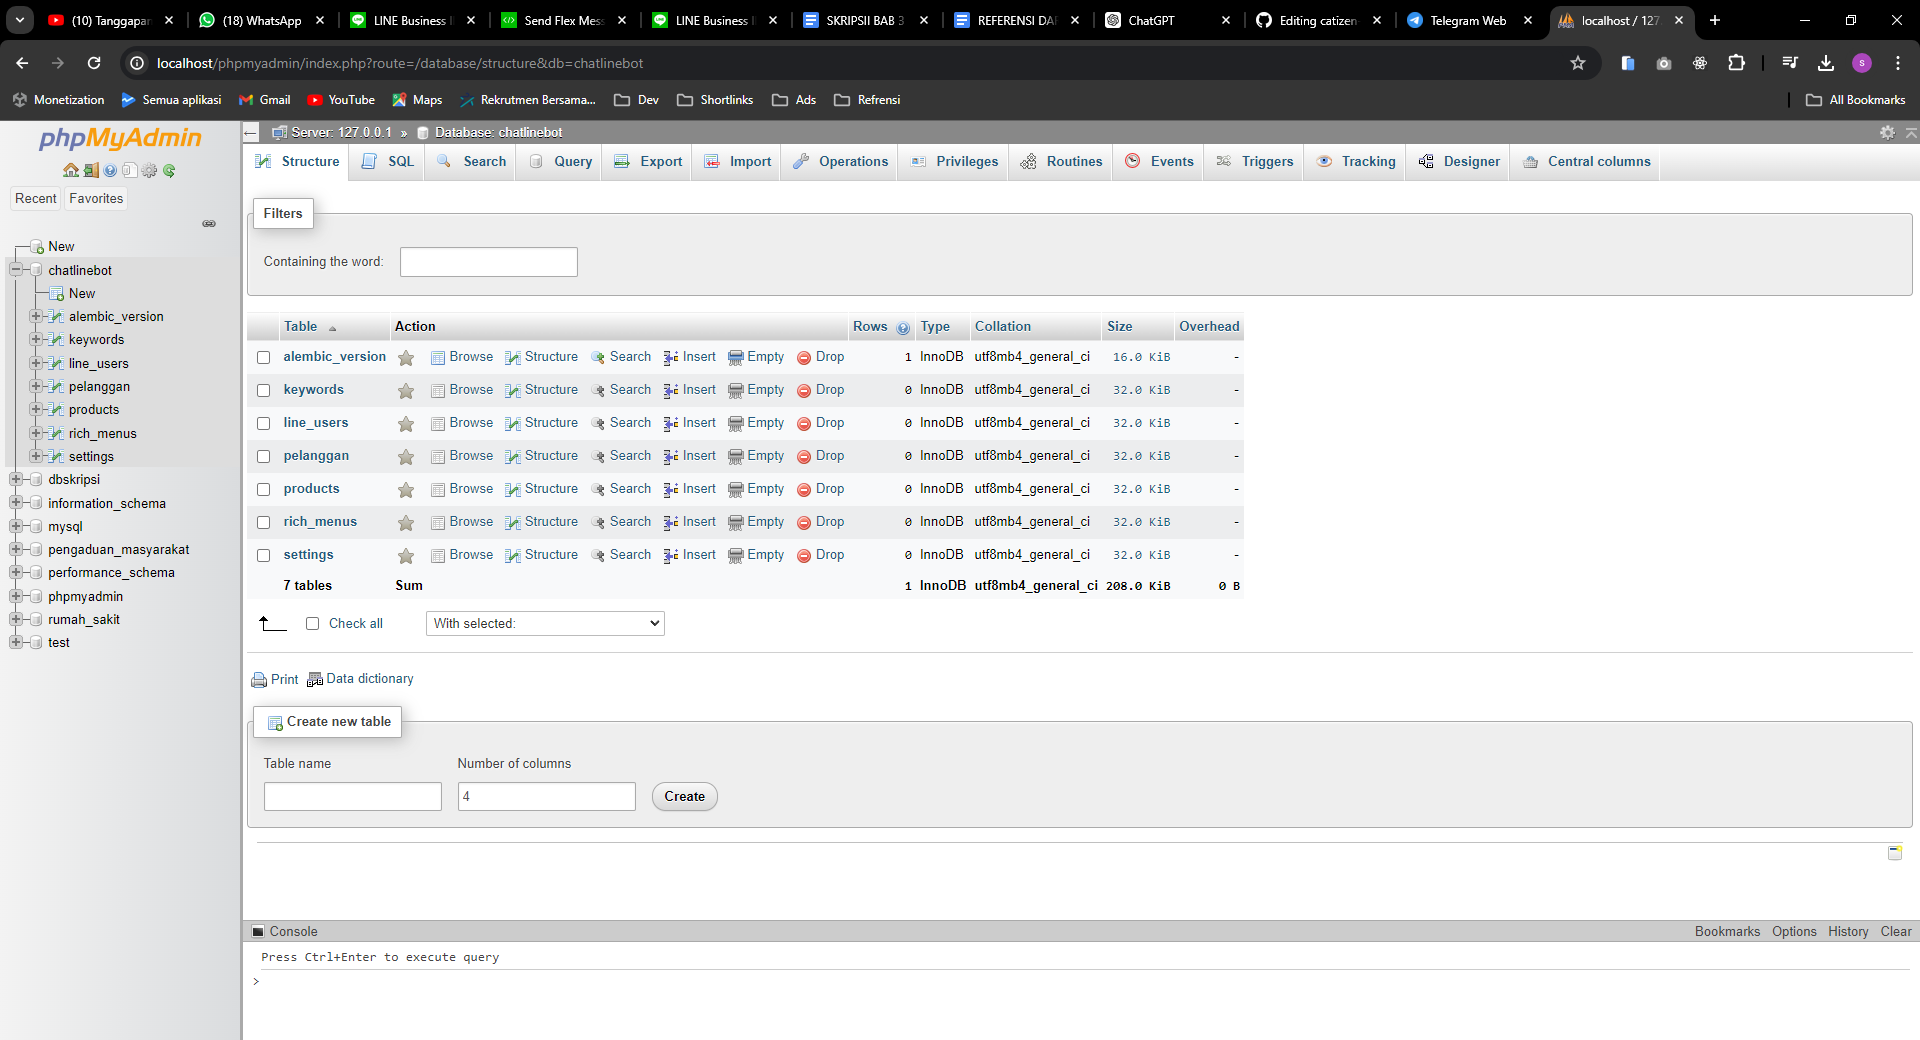 (10) Tanggapan
(18) WhatsApp
LINE Business I
Send Flex Mess
LINE Business I
SKRIPSII BAB 3
REFERENSI DAF
ChatGPT
Editing catizen
Telegram Web
localhost / 127.
localhost/phpmyadmin/index.php?route=/database/structure&db=chatlinebot
S
Monetization
Semua aplikasi
Gmail
YouTube
Maps
Rekrutmen Bersama...
Dev
Shortlinks
Ads
Refrensi
All Bookmarks
phpMyAdmin
Recent
Favorites
New
chatlinebot
New
alembic_version
keywords
line_users
pelanggan
products
rich_menus
settings
dbskripsi
information_schema
mysql
pengaduan_masyarakat
performance_schema
phpmyadmin
rumah_sakit
test
Server: 127.0.0.1 » Database: chatlinebot
Structure SQL Search Query Export Import Operations Privileges Routines Events Triggers Tracking Designer Central columns
Filters
Containing the word:
Table Action Rows Type Collation Size Overhead
alembic_version Browse Structure Search Insert Empty Drop 1 InnoDB utf8mb4_general_ci 16.0 KiB -
keywords Browse Structure Search Insert Empty Drop 0 InnoDB utf8mb4_general_ci 32.0 KiB -
line_users Browse Structure Search Insert Empty Drop 0 InnoDB utf8mb4_general_ci 32.0 KiB -
pelanggan Browse Structure Search Insert Empty Drop 0 InnoDB utf8mb4_general_ci 32.0 KiB -
products Browse Structure Search Insert Empty Drop 0 InnoDB utf8mb4_general_ci 32.0 KiB -
rich_menus Browse Structure Search Insert Empty Drop 0 InnoDB utf8mb4_general_ci 32.0 KiB -
settings Browse Structure Search Insert Empty Drop 0 InnoDB utf8mb4_general_ci 32.0 KiB -
7 tables Sum 1 InnoDB utf8mb4_general_ci 208.0 KiB 0 B
Check all With selected:
Print Data dictionary
Create new table
Table name Number of columns
4 Create
Console Bookmarks Options History Clear
Press Ctrl+Enter to execute query
>